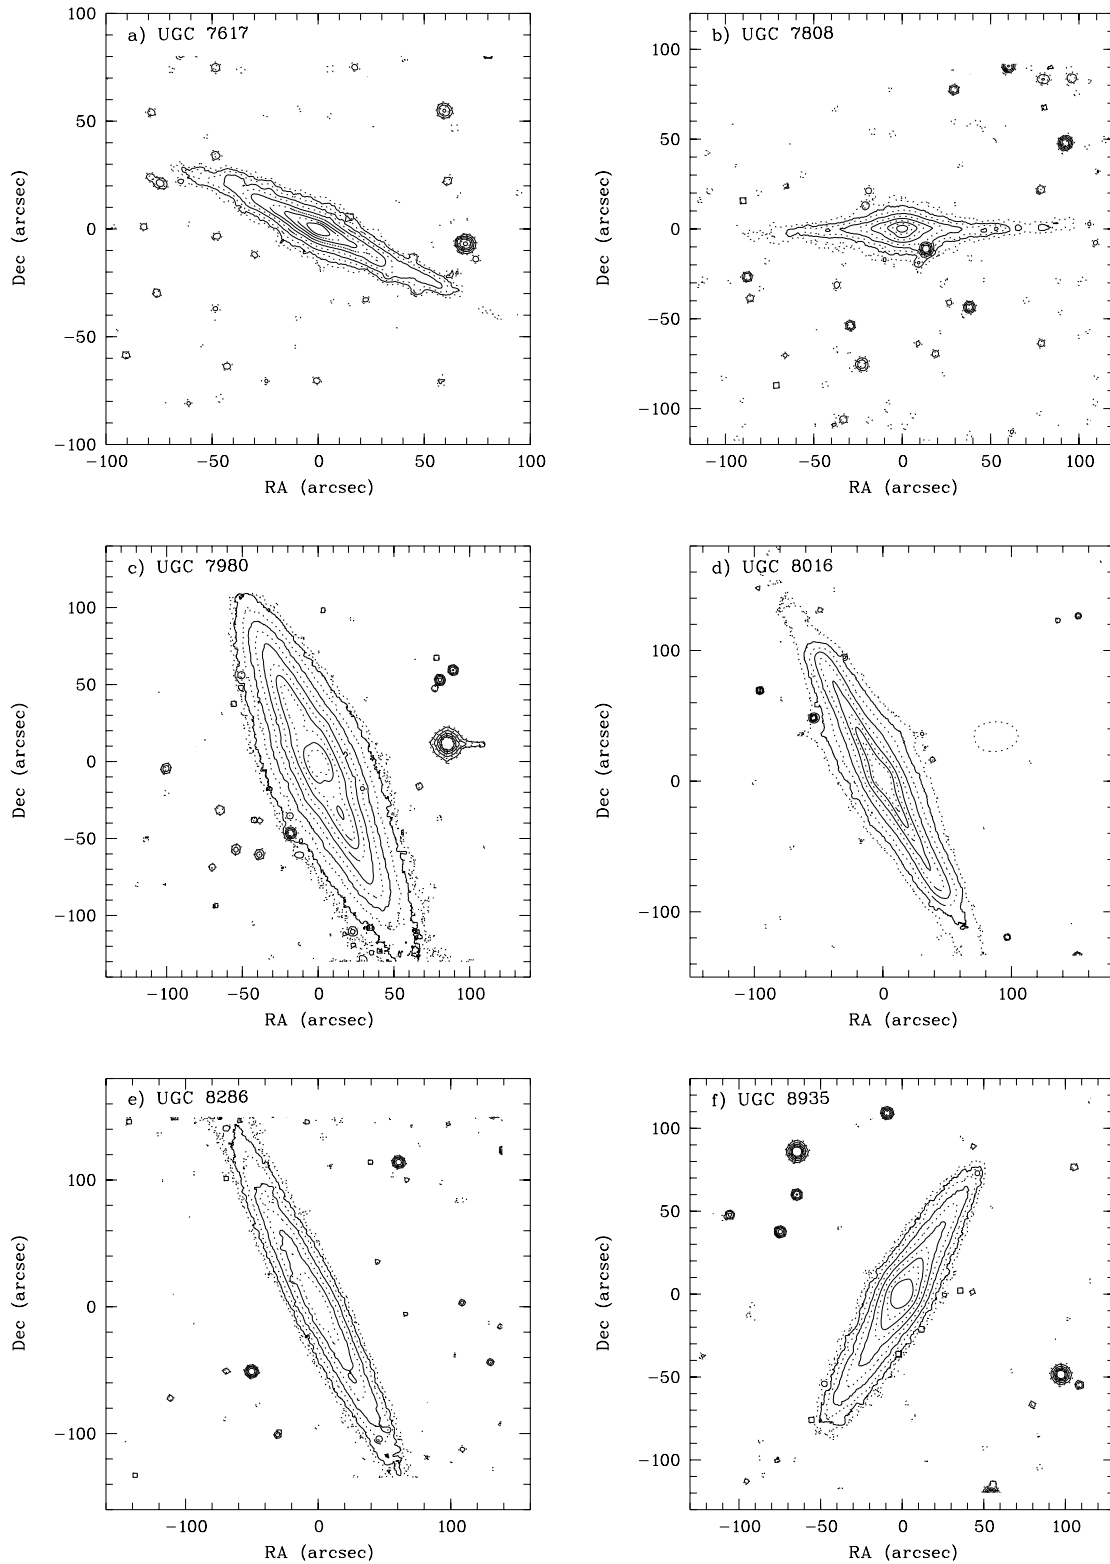 a) UGC 7617
100
50
0
−50
−100
Dec (arcsec)
−100 −50 0 50 100
RA (arcsec)
b) UGC 7808
100
50
0
−50
−100
Dec (arcsec)
−100 −50 0 50 100
RA (arcsec)
c) UGC 7980
100
50
0
−50
−100
Dec (arcsec)
−100 −50 0 50 100
RA (arcsec)
d) UGC 8016
100
0
−100
Dec (arcsec)
−100 0 100
RA (arcsec)
e) UGC 8286
100
0
−100
Dec (arcsec)
−100 0 100
RA (arcsec)
f) UGC 8935
100
50
0
−50
−100
Dec (arcsec)
−100 −50 0 50 100
RA (arcsec)